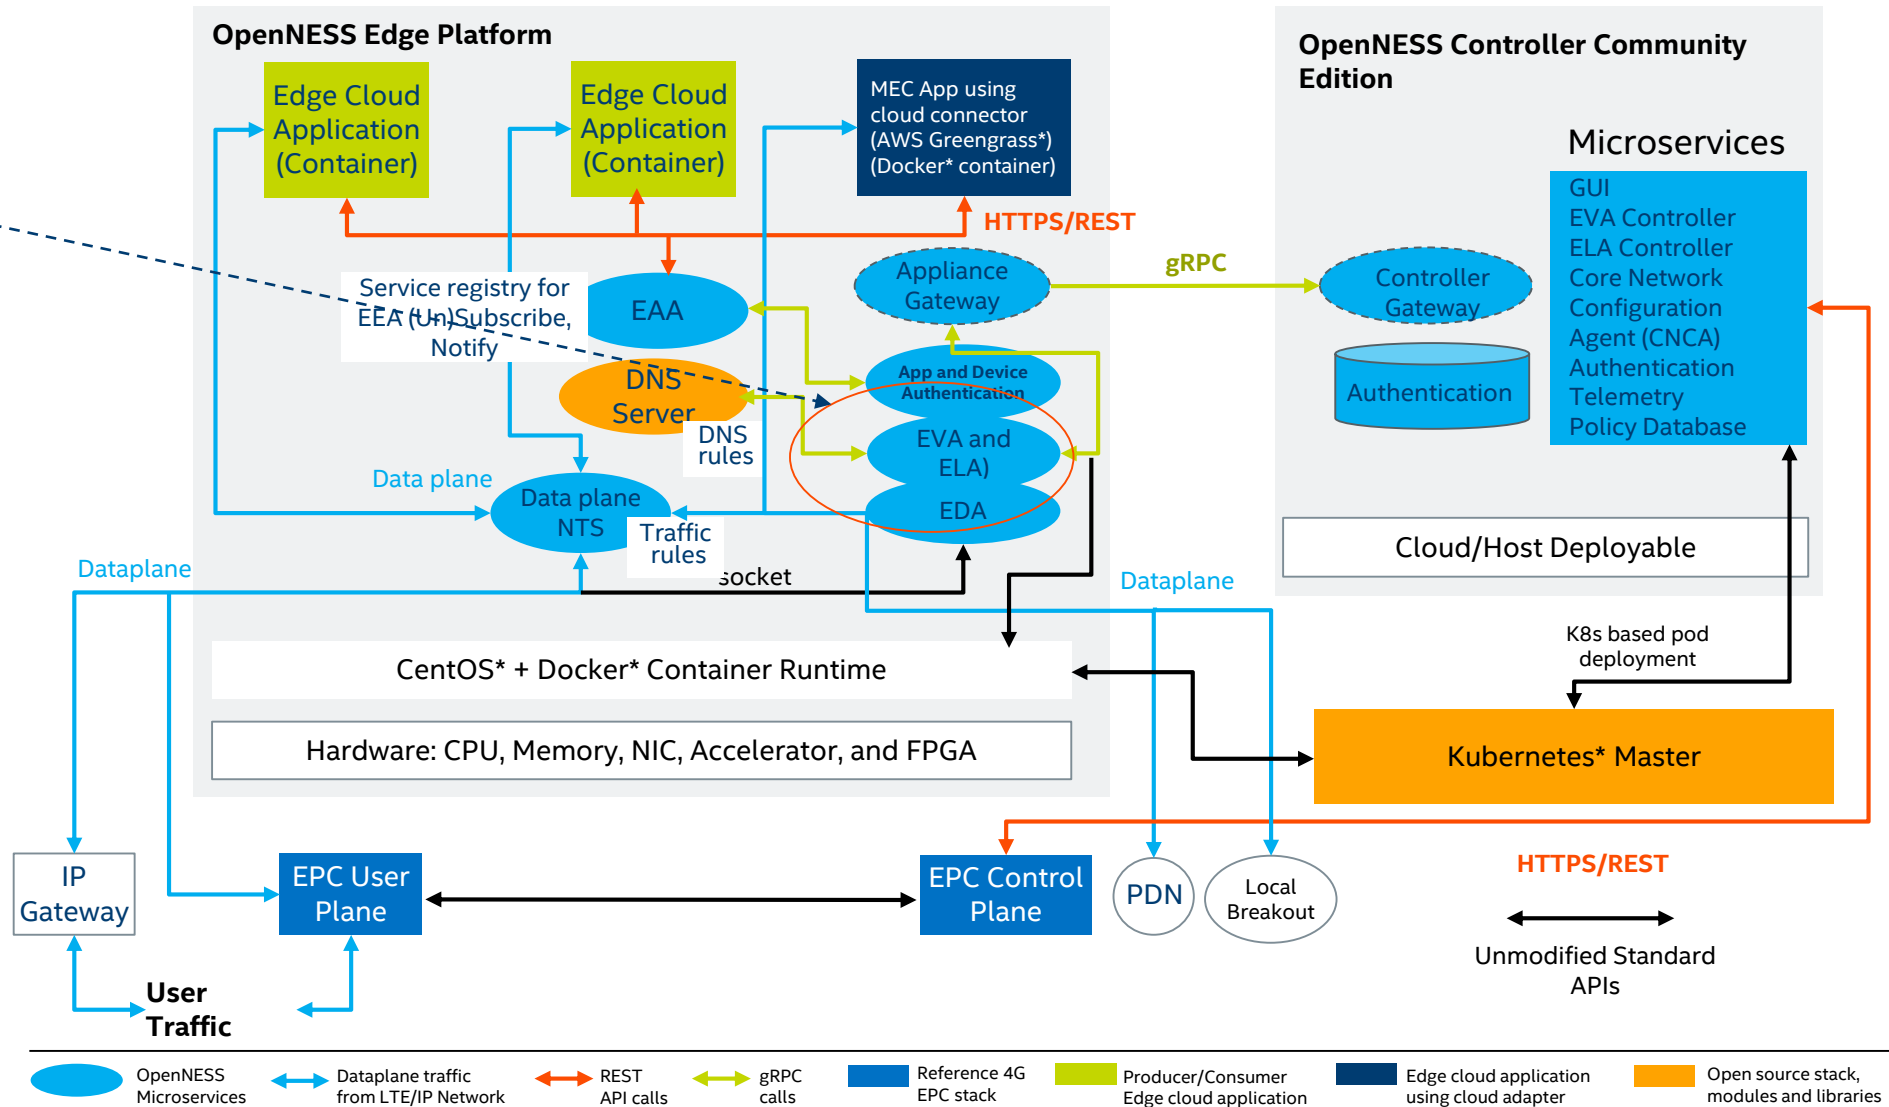 OpenNESS Edge Platform
OpenNESS Controller Community
Edition
Edge Cloud
Application
(Container)
Edge Cloud
Application
(Container)
MEC App using
cloud connector
(AWS Greengrass*)
(Docker* container)
Microservices
GUI
EVA Controller
ELA Controller
Core Network
Configuration
Agent (CNCA)
Authentication
Telemetry
Policy Database
HTTPS/REST
Appliance
Gateway
gRPC
Controller
Gateway
Service registry for
EEA (Un)Subscribe,
Notify
EAA
DNS
Server
App and Device
Authentication
Authentication
DNS
rules
EVA and
ELA)
EDA
Data plane
Data plane
NTS
Traffic
rules
socket
Dataplane
Dataplane
Cloud/Host Deployable
K8s based pod
deployment
CentOS* + Docker* Container Runtime
Hardware: CPU, Memory, NIC, Accelerator, and FPGA
Kubernetes* Master
IP
Gateway
EPC User
Plane
EPC Control
Plane
PDN
Local
Breakout
HTTPS/REST
Unmodified Standard
APIs
User
Traffic
OpenNESS
Microservices
Dataplane traffic
from LTE/IP Network
REST
API calls
gRPC
calls
Reference 4G
EPC stack
Producer/Consumer
Edge cloud application
Edge cloud application
using cloud adapter
Open source stack,
modules and libraries